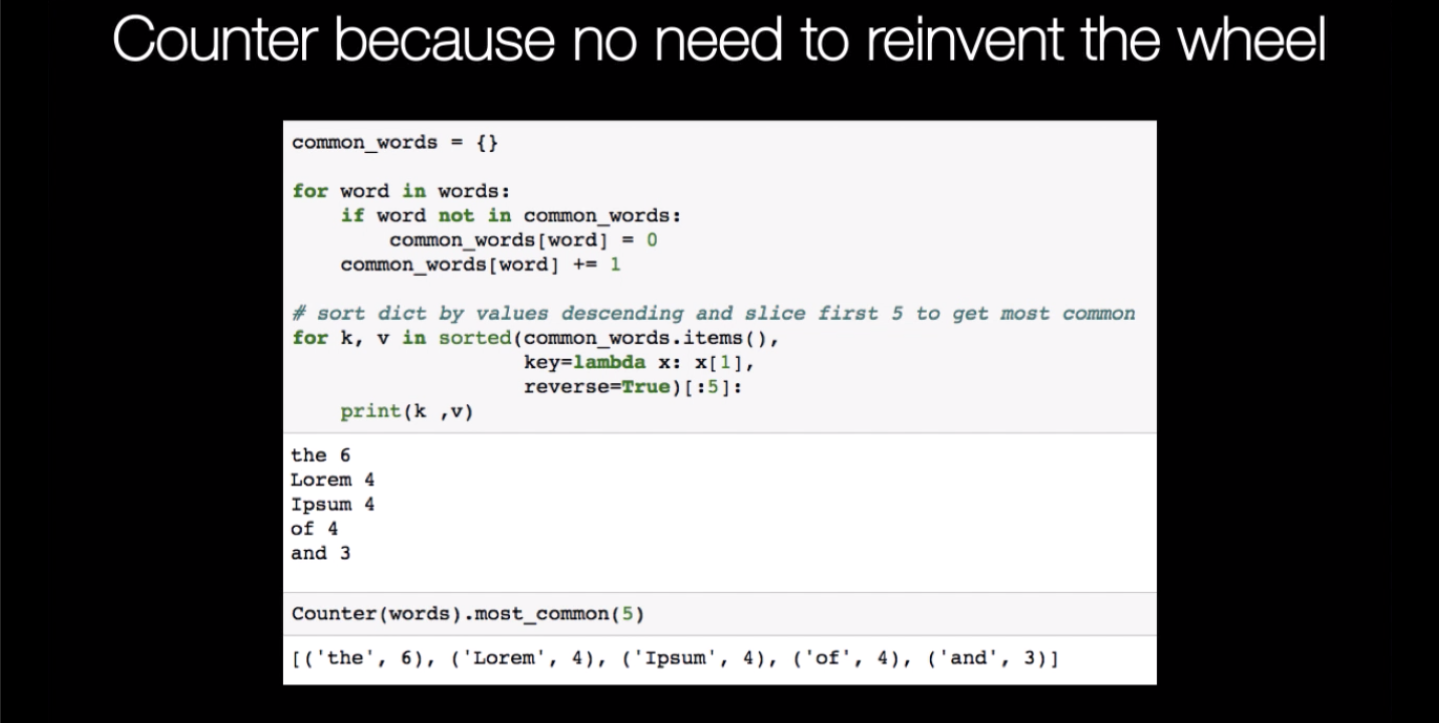 Counter because no need to reinvent the wheel
common_words = {}
for word in words:
    if word not in common_words:
        common_words[word] = 0
    common_words[word] += 1
# sort dict by values descending and slice first 5 to get most common
for k, v in sorted(common_words.items(),
                   key=lambda x: x[1],
                   reverse=True)[:5]:
    print(k ,v)
the 6
Lorem 4
Ipsum 4
of 4
and 3
Counter(words).most_common(5)
[('the', 6), ('Lorem', 4), ('Ipsum', 4), ('of', 4), ('and', 3)]